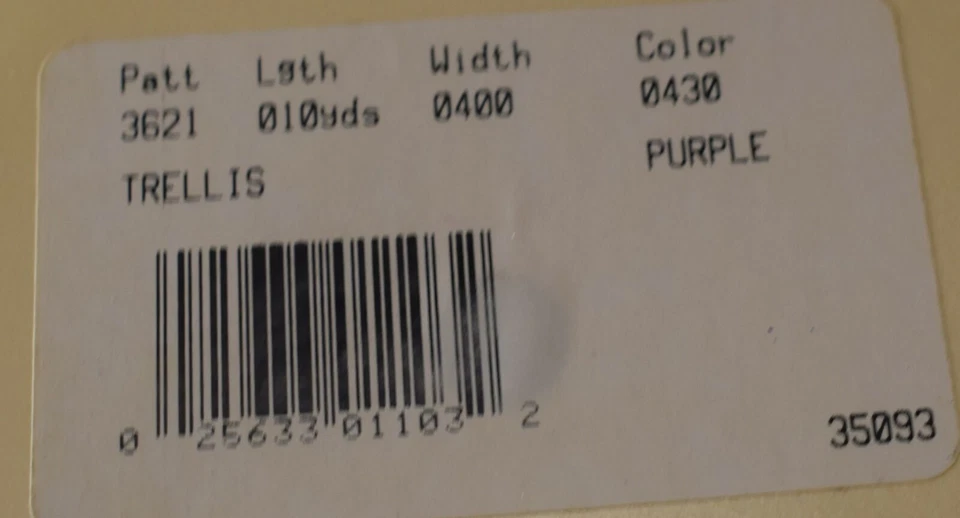 Patt Lgth Width Color
3621 010yds 0400 0430
TRELLIS PURPLE
0 25633 01103 2
35093